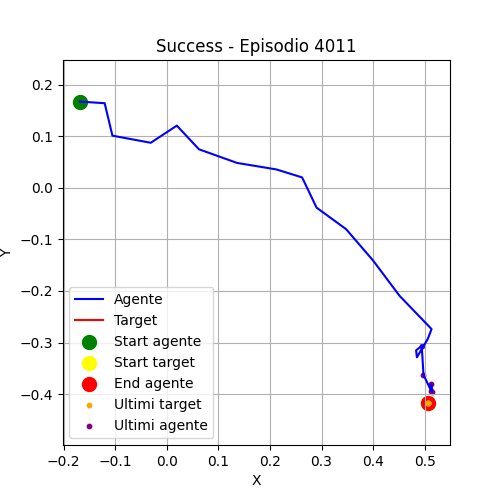 Success - Episodio 4011
0.2
0.1
0.0
−0.1
−0.2
−0.3
−0.4
Y
Agente
Target
Start agente
Start target
End agente
Ultimi target
Ultimi agente
−0.2 −0.1 0.0 0.1 0.2 0.3 0.4 0.5
X